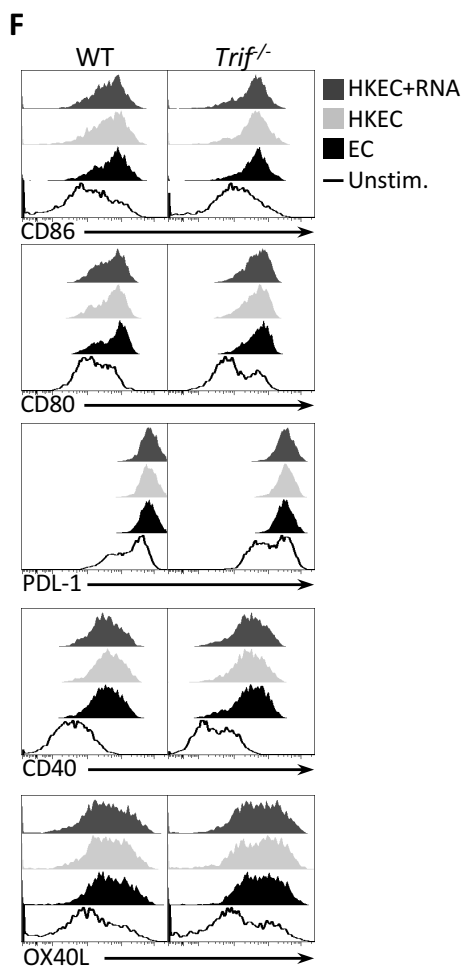 F
WT Trif-/-
HKEC+RNA
HKEC
EC
Unstim.
CD86
CD80
PDL-1
CD40
OX40L